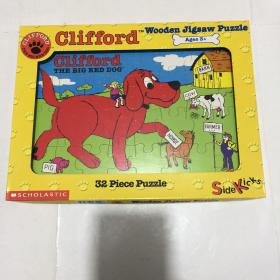 CLIFFORD
Clifford™ Wooden Jigsaw Puzzle
Ages 3+
Clifford
THE BIG RED DOG
BARN
COW
FARMER
HORSE
PIG
SCHOLASTIC
32 Piece Puzzle
SideKicks